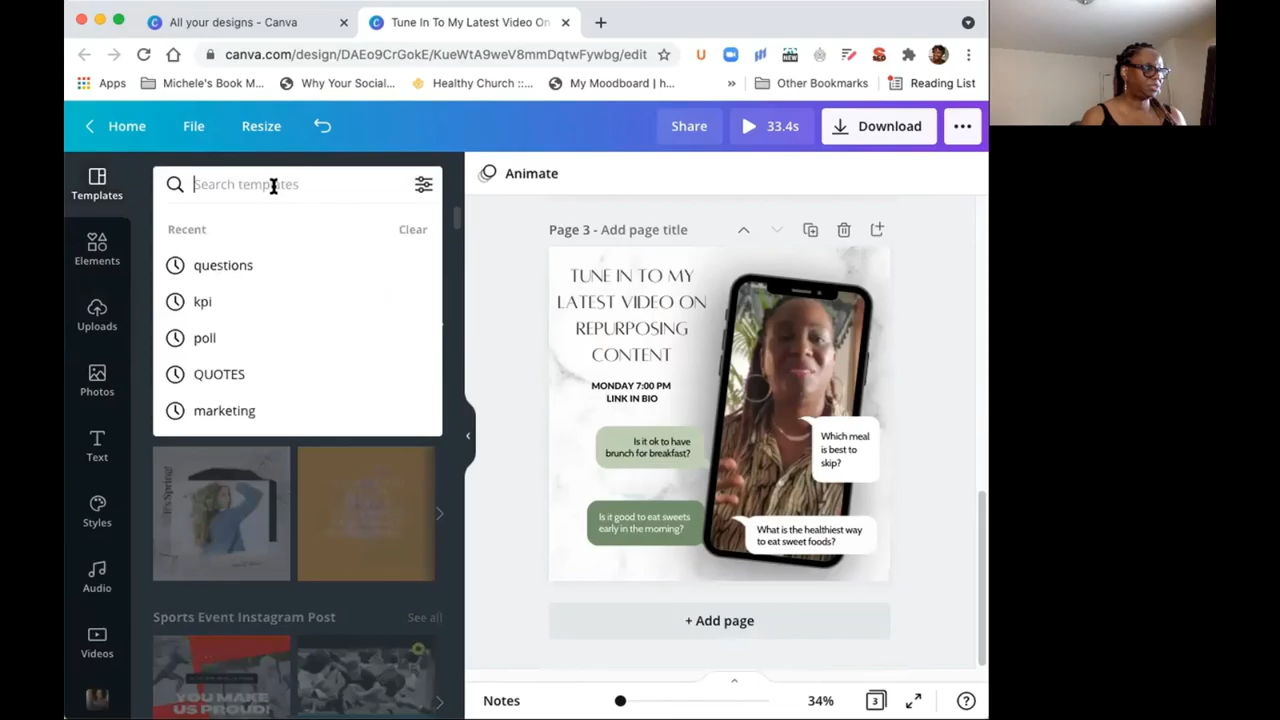 All your designs - Canva
Tune In To My Latest Video On
canva.com/design/DAEo9CrGokE/KueWtA9weV8mmDqtwFywbg/edit
Apps
Michele's Book M...
Why Your Social...
Healthy Church ::...
My Moodboard | h...
»
Other Bookmarks
Reading List
Home
File
Resize
Share
33.4s
Download
Templates
Search templates
Animate
Recent
Clear
questions
kpi
poll
QUOTES
marketing
Elements
Uploads
Photos
Text
Styles
Audio
Videos
It's Spring!
Sports Event Instagram Post
See all
YOU MAKE
US PROUD!
Page 3 - Add page title
TUNE IN TO MY
LATEST VIDEO ON
REPURPOSING
CONTENT
MONDAY 7:00 PM
LINK IN BIO
Is it ok to have
brunch for breakfast?
Which meal
is best to
skip?
Is it good to eat sweets
early in the morning?
What is the healthiest way
to eat sweet foods?
+ Add page
Notes
34%
3